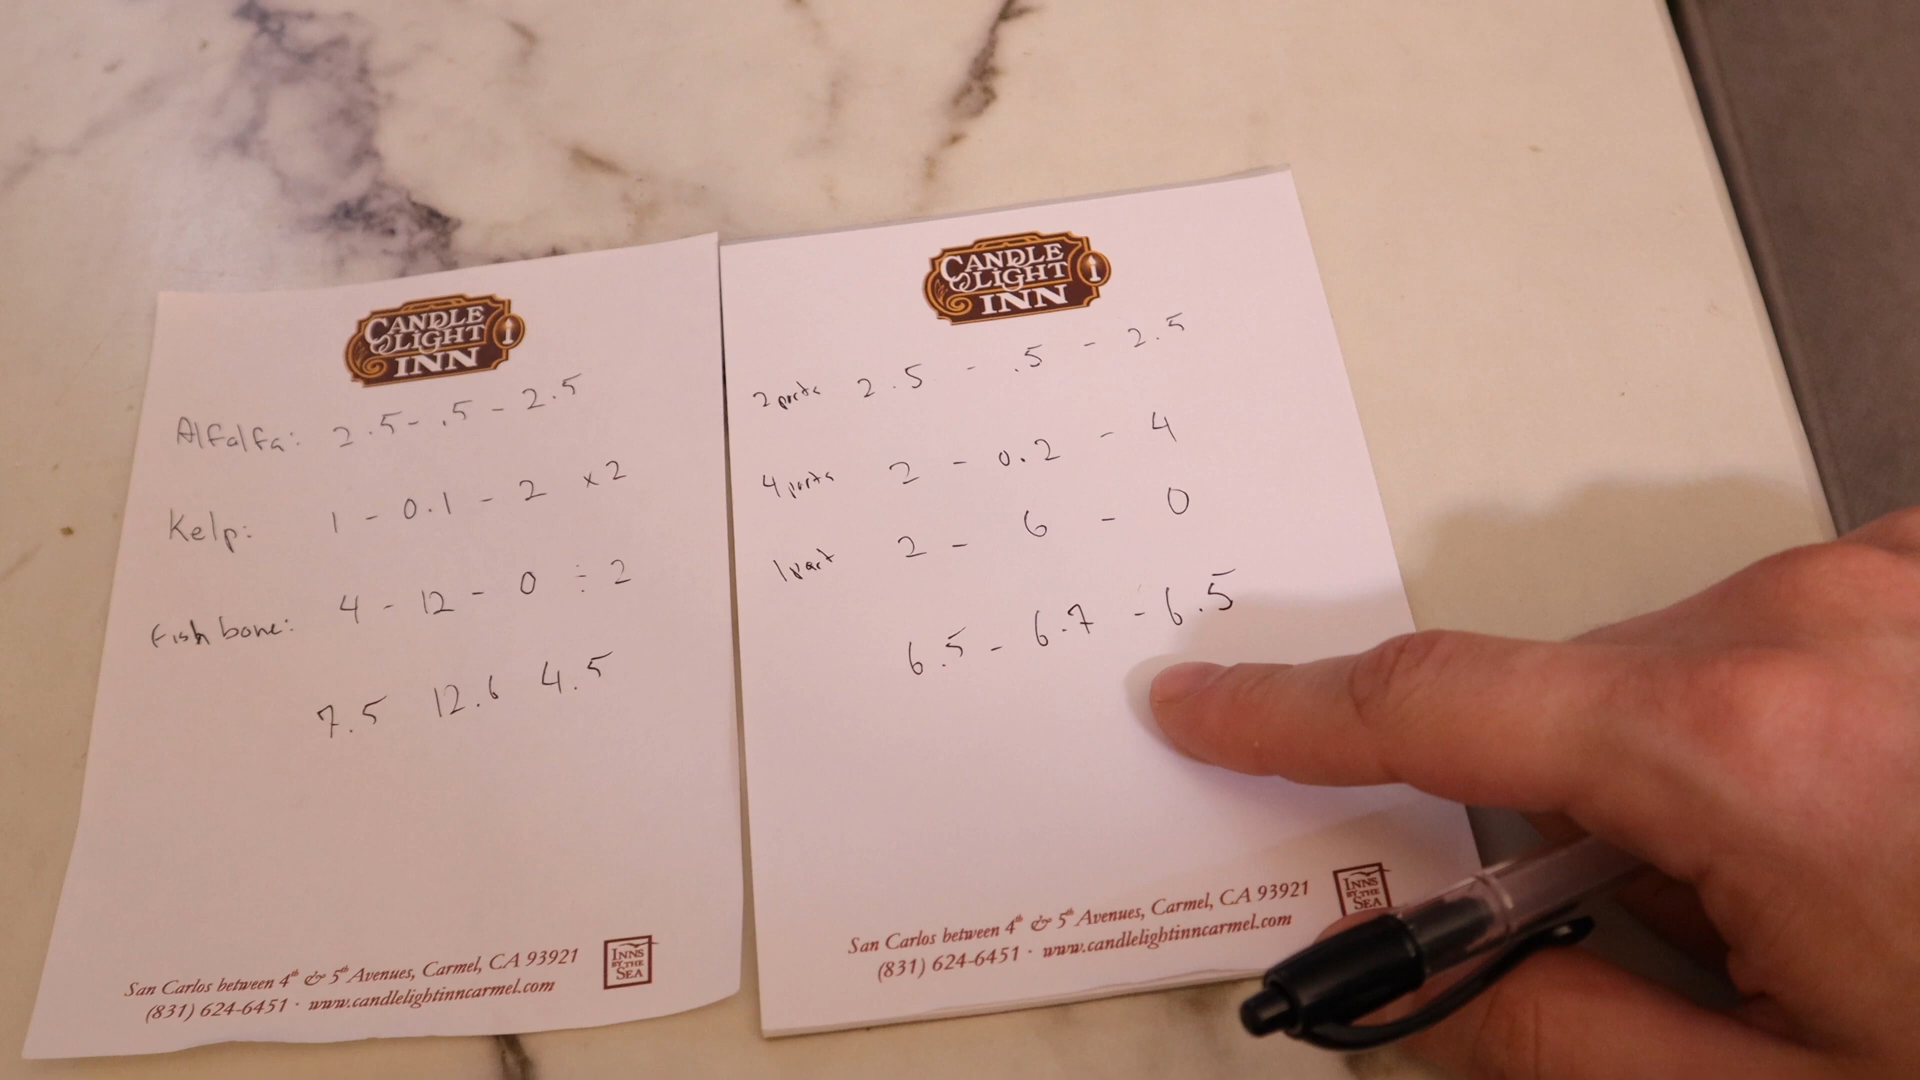 CANDLE
LIGHT
INN
Alfalfa: 2.5 - .5 - 2.5
Kelp: 1 - 0.1 - 2 x2
Fish bone: 4 - 12 - 0 ÷ 2
7.5 12.6 4.5
San Carlos between 4th & 5th Avenues, Carmel, CA 93921
(831) 624-6451 · www.candlelightinncarmel.com
INNS
BY THE
SEA
CANDLE
LIGHT
INN
2 parts 2.5 - .5 - 2.5
4 parts 2 - 0.2 - 4
1 part 2 - 6 - 0
6.5 - 6.7 - 6.5
San Carlos between 4th & 5th Avenues, Carmel, CA 93921
(831) 624-6451 · www.candlelightinncarmel.com
INNS
BY THE
SEA